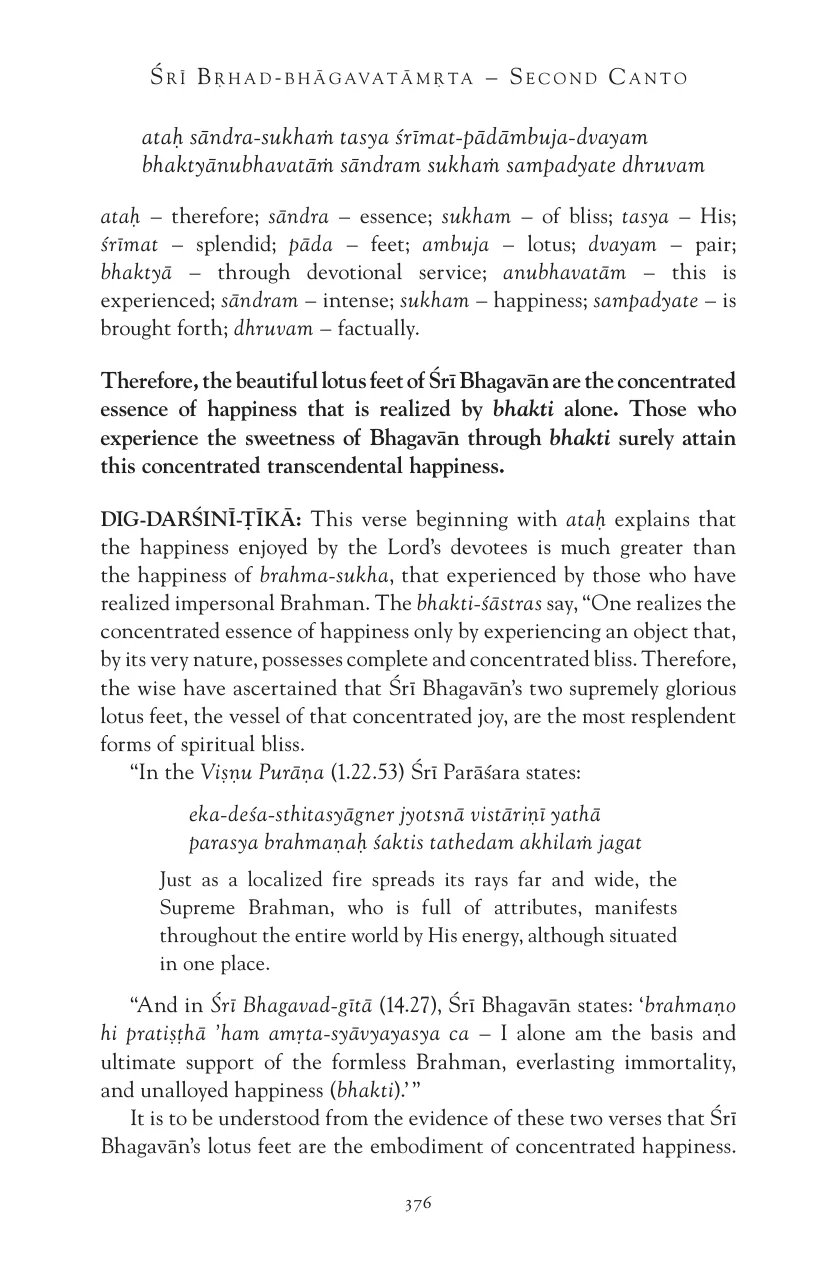 Śrī Bṛhad-bhāgavatāmṛta – Second Canto
ataḥ sāndra-sukhaṁ tasya śrīmat-pādāmbuja-dvayam
bhaktyānubhavatāṁ sāndram sukhaṁ sampadyate dhruvam
ataḥ – therefore; sāndra – essence; sukham – of bliss; tasya – His;
śrīmat – splendid; pāda – feet; ambuja – lotus; dvayam – pair;
bhaktyā – through devotional service; anubhavatām – this is
experienced; sāndram – intense; sukham – happiness; sampadyate – is
brought forth; dhruvam – factually.
Therefore, the beautiful lotus feet of Śrī Bhagavān are the concentrated
essence of happiness that is realized by bhakti alone. Those who
experience the sweetness of Bhagavān through bhakti surely attain
this concentrated transcendental happiness.
DIG-DARŚINĪ-ṬĪKĀ: This verse beginning with ataḥ explains that
the happiness enjoyed by the Lord’s devotees is much greater than
the happiness of brahma-sukha, that experienced by those who have
realized impersonal Brahman. The bhakti-śāstras say, “One realizes the
concentrated essence of happiness only by experiencing an object that,
by its very nature, possesses complete and concentrated bliss. Therefore,
the wise have ascertained that Śrī Bhagavān’s two supremely glorious
lotus feet, the vessel of that concentrated joy, are the most resplendent
forms of spiritual bliss.
“In the Viṣṇu Purāṇa (1.22.53) Śrī Parāśara states:
eka-deśa-sthitasyāgner jyotsnā vistāriṇī yathā
parasya brahmaṇaḥ śaktis tathedam akhilaṁ jagat
Just as a localized fire spreads its rays far and wide, the
Supreme Brahman, who is full of attributes, manifests
throughout the entire world by His energy, although situated
in one place.
“And in Śrī Bhagavad-gītā (14.27), Śrī Bhagavān states: ‘brahmaṇo
hi pratiṣṭhā ’ham amṛta-syāvyayasya ca – I alone am the basis and
ultimate support of the formless Brahman, everlasting immortality,
and unalloyed happiness (bhakti).’ ”
It is to be understood from the evidence of these two verses that Śrī
Bhagavān’s lotus feet are the embodiment of concentrated happiness.
376